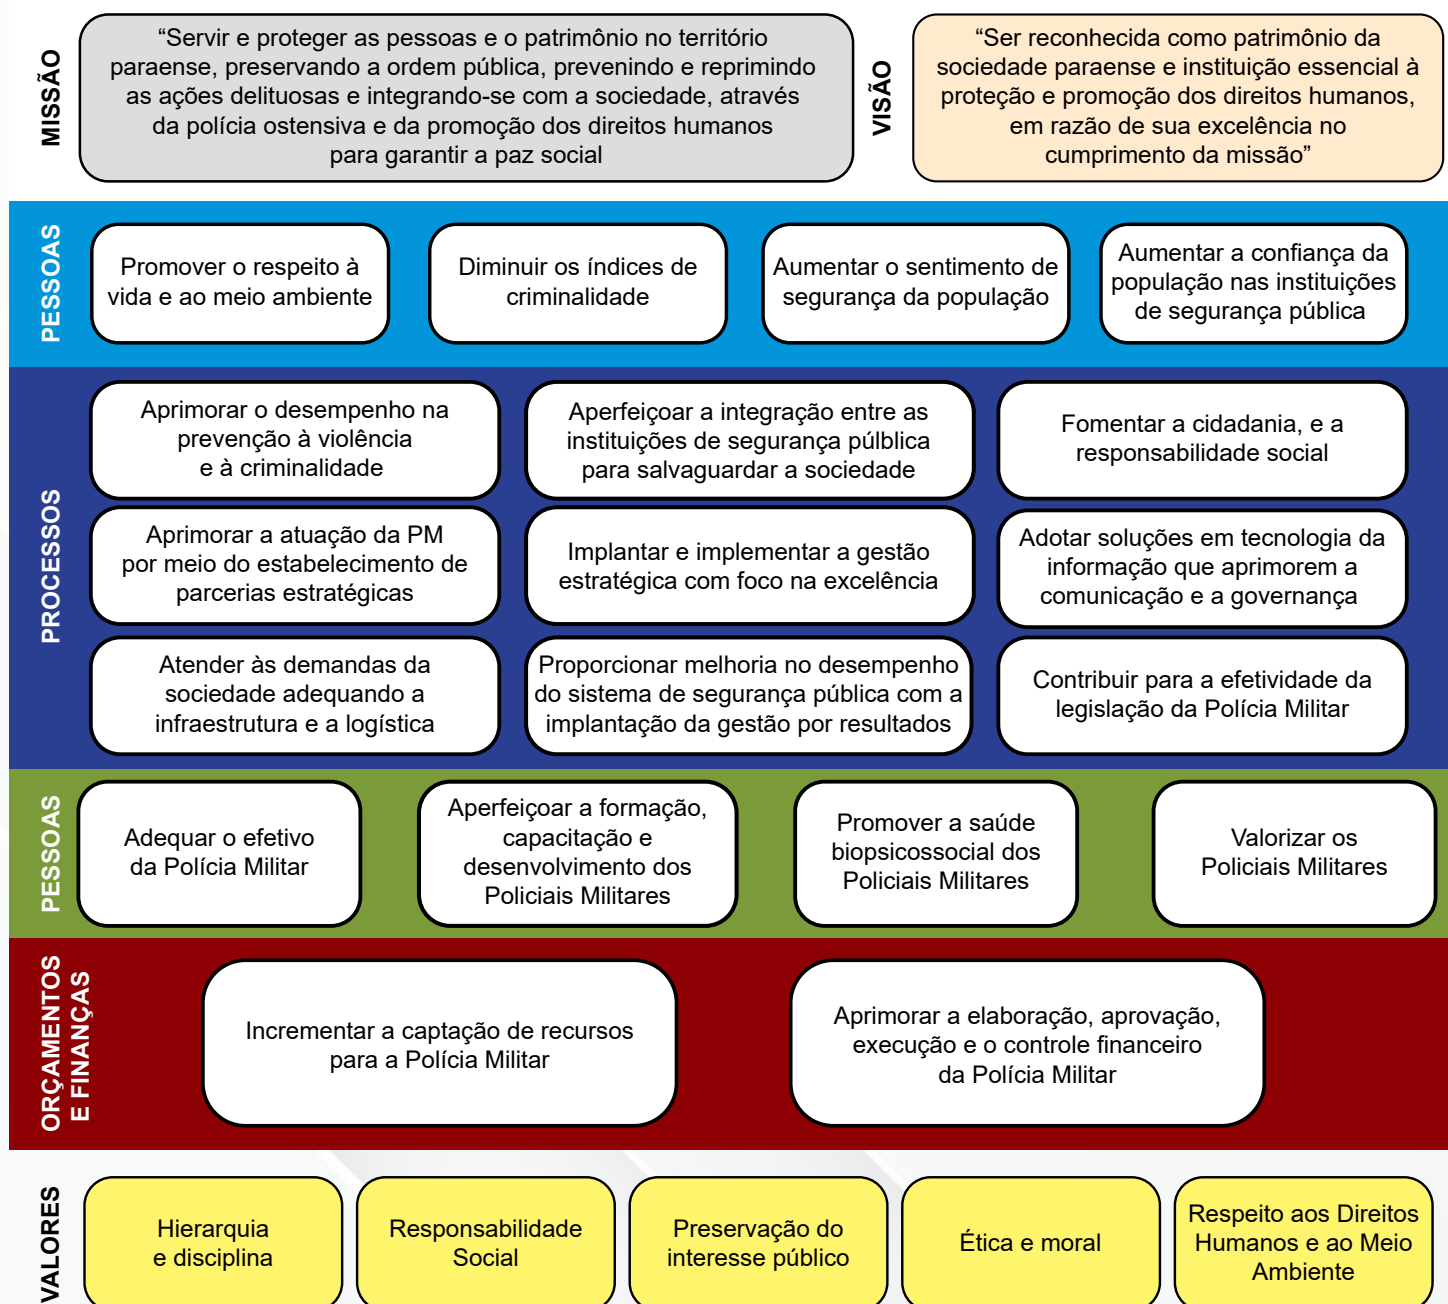 MISSÃO
“Servir e proteger as pessoas e o patrimônio no território
paraense, preservando a ordem pública, prevenindo e reprimindo
as ações delituosas e integrando-se com a sociedade, através
da polícia ostensiva e da promoção dos direitos humanos
para garantir a paz social
VISÃO
“Ser reconhecida como patrimônio da
sociedade paraense e instituição essencial à
proteção e promoção dos direitos humanos,
em razão de sua excelência no
cumprimento da missão”
PESSOAS
Promover o respeito à
vida e ao meio ambiente
Diminuir os índices de
criminalidade
Aumentar o sentimento de
segurança da população
Aumentar a confiança da
população nas instituições
de segurança pública
PROCESSOS
Aprimorar o desempenho na
prevenção à violência
e à criminalidade
Aperfeiçoar a integração entre as
instituições de segurança púlblica
para salvaguardar a sociedade
Fomentar a cidadania, e a
responsabilidade social
Aprimorar a atuação da PM
por meio do estabelecimento de
parcerias estratégicas
Implantar e implementar a gestão
estratégica com foco na excelência
Adotar soluções em tecnologia da
informação que aprimorem a
comunicação e a governança
Atender às demandas da
sociedade adequando a
infraestrutura e a logística
Proporcionar melhoria no desempenho
do sistema de segurança pública com a
implantação da gestão por resultados
Contribuir para a efetividade da
legislação da Polícia Militar
PESSOAS
Adequar o efetivo
da Polícia Militar
Aperfeiçoar a formação,
capacitação e
desenvolvimento dos
Policiais Militares
Promover a saúde
biopsicossocial dos
Policiais Militares
Valorizar os
Policiais Militares
ORÇAMENTOS
E FINANÇAS
Incrementar a captação de recursos
para a Polícia Militar
Aprimorar a elaboração, aprovação,
execução e o controle financeiro
da Polícia Militar
VALORES
Hierarquia
e disciplina
Responsabilidade
Social
Preservação do
interesse público
Ética e moral
Respeito aos Direitos
Humanos e ao Meio
Ambiente